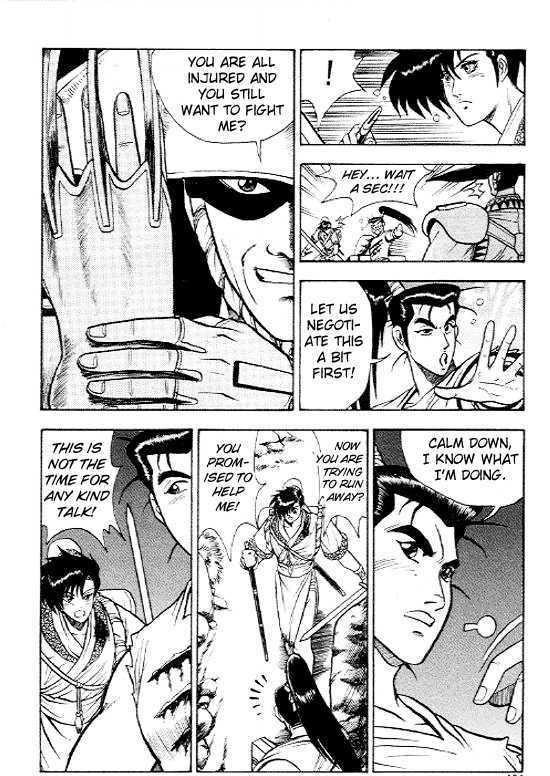 YOU ARE ALL
INJURED AND
YOU STILL
WANT TO FIGHT
ME?
!
HEY... WAIT
A SEC!!!
LET US
NEGOTI-
ATE THIS
A BIT
FIRST!
THIS IS
NOT THE
TIME FOR
ANY KIND
TALK!
YOU
PROM-
ISED TO
HELP
ME!
NOW
YOU ARE
TRYING
TO RUN
AWAY?
CALM DOWN,
I KNOW WHAT
I'M DOING.